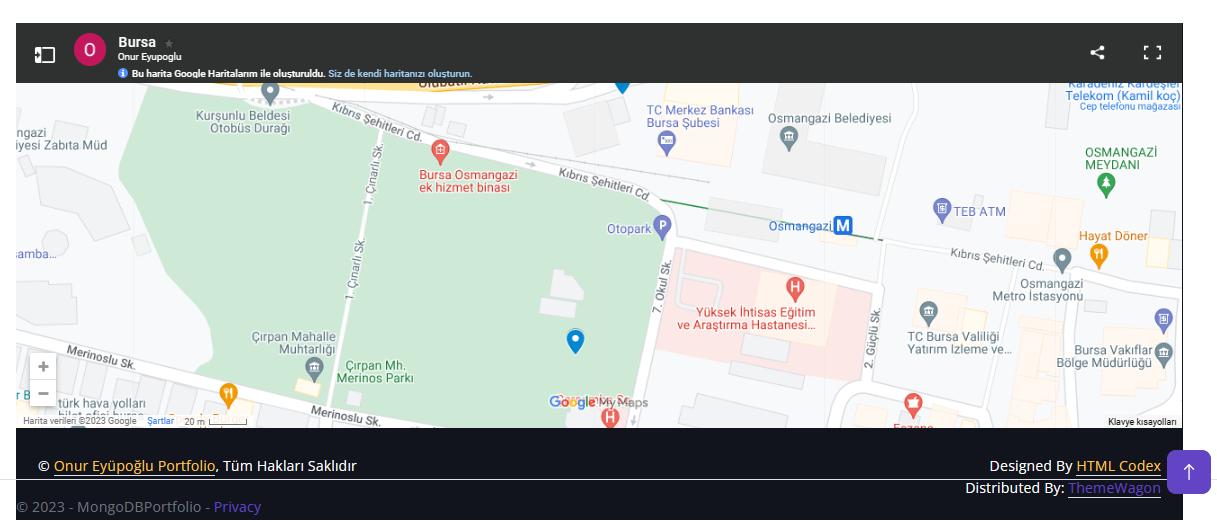 O
Bursa
Onur Eyupoglu
Bu harita Google Haritalarım ile oluşturuldu. Siz de kendi haritanızı oluşturun.
Karadeniz Kardeşler
Telekom (Kamil koç)
Cep telefonu mağazası
Kurşunlu Beldesi
Otobüs Durağı
Kıbrıs Şehitleri Cd.
TC Merkez Bankası
Bursa Şubesi
Osmangazi Belediyesi
ngazi
iyesi Zabıta Müd
1. Çınarlı Sk.
Bursa Osmangazi
ek hizmet binası
OSMANGAZİ
MEYDANI
Kıbrıs Şehitleri Cd.
TEB ATM
Otopark P
Osmangazi M
Hayat Döner
amba...
1. Çınarlı Sk.
Kıbrıs Şehitleri Cd.
7. Okul Sk.
H
Osmangazi
Metro İstasyonu
Yüksek İhtisas Eğitim
ve Araştırma Hastanesi...
2. Güçlü Sk.
TC Bursa Valiliği
Yatırım İzleme ve...
Çırpan Mahalle
Muhtarlığı
Merinoslu Sk.
Çırpan Mh.
Merinos Parkı
Bursa Vakıflar
Bölge Müdürlüğü
+
−
r B
türk hava yolları
Merinoslu Sk.
Google My Maps
H
Harita verileri ©2023 Google Şartlar 20 m
Klavye kısayolları
© Onur Eyüpoğlu Portfolio, Tüm Hakları Saklıdır
Designed By HTML Codex
Distributed By: ThemeWagon
© 2023 - MongoDBPortfolio - Privacy